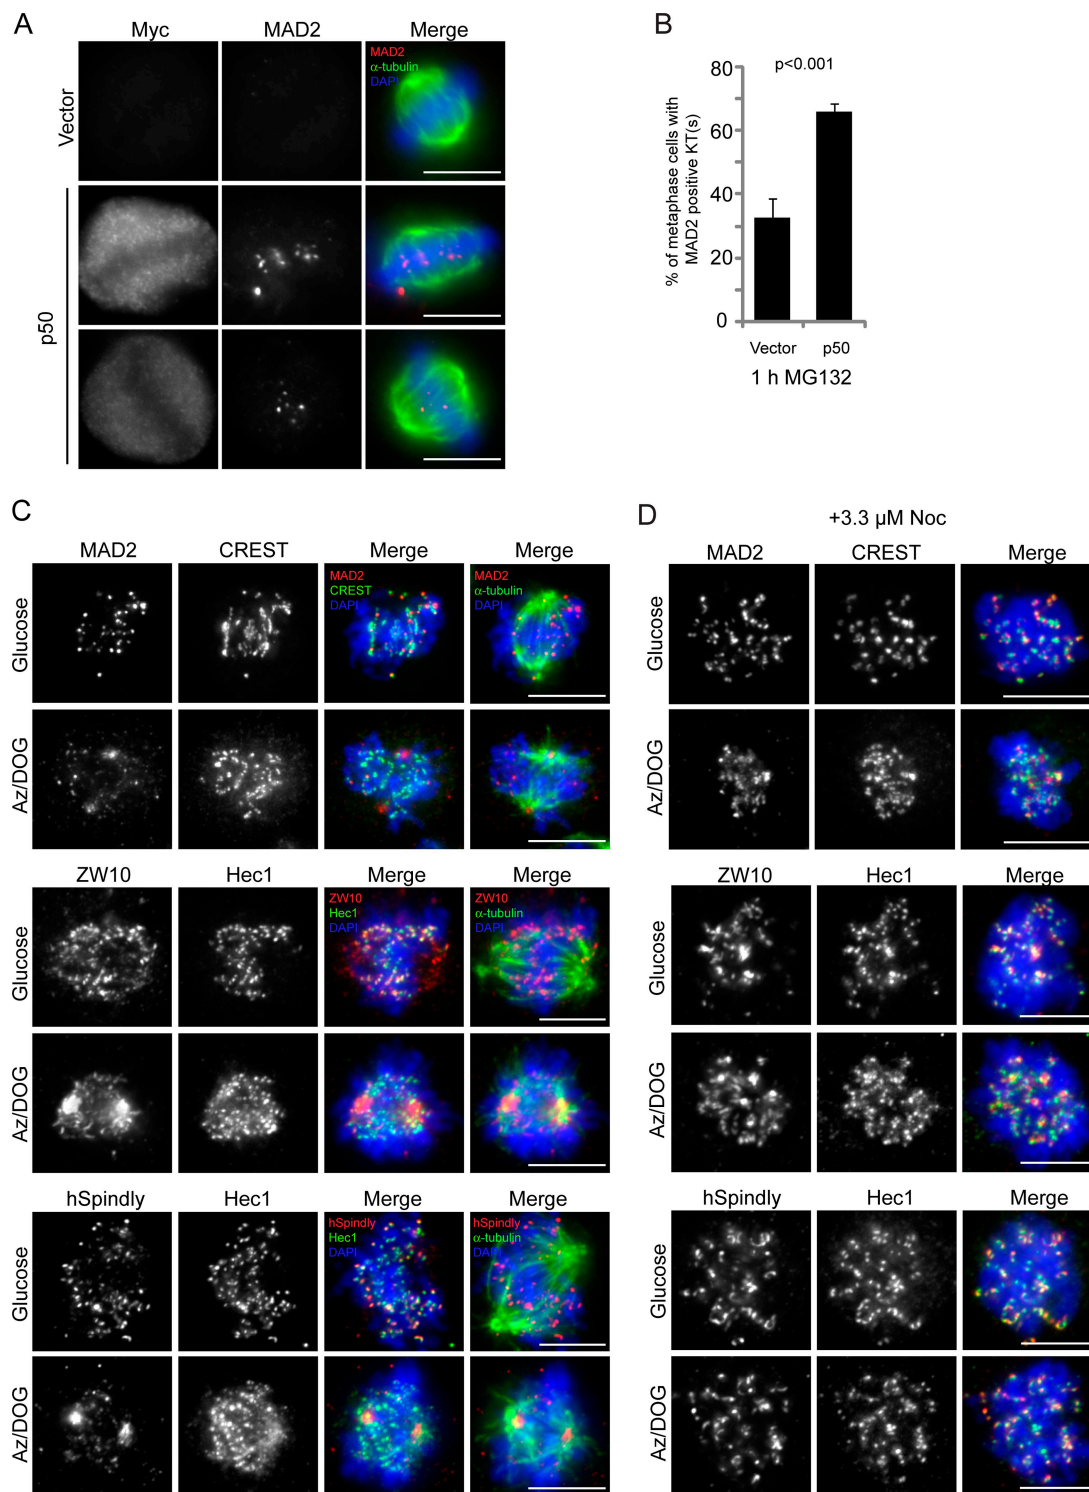 A
Myc MAD2 Merge
Vector
MAD2
α-tubulin
DAPI
p50
B
p<0.001
% of metaphase cells with
MAD2 positive KT(s)
80
60
40
20
0
Vector p50
1 h MG132
C
MAD2 CREST Merge Merge
Glucose
MAD2
CREST
DAPI
MAD2
α-tubulin
Az/DOG
ZW10 Hec1 Merge Merge
Glucose
ZW10
Hec1
DAPI
ZW10
α-tubulin
DAPI
Az/DOG
hSpindly Hec1 Merge Merge
Glucose
hSpindly
Hec1
DAPI
hSpindly
α-tubulin
DAPI
Az/DOG
D
+3.3 µM Noc
MAD2 CREST Merge
Glucose
Az/DOG
ZW10 Hec1 Merge
Glucose
Az/DOG
hSpindly Hec1 Merge
Glucose
Az/DOG